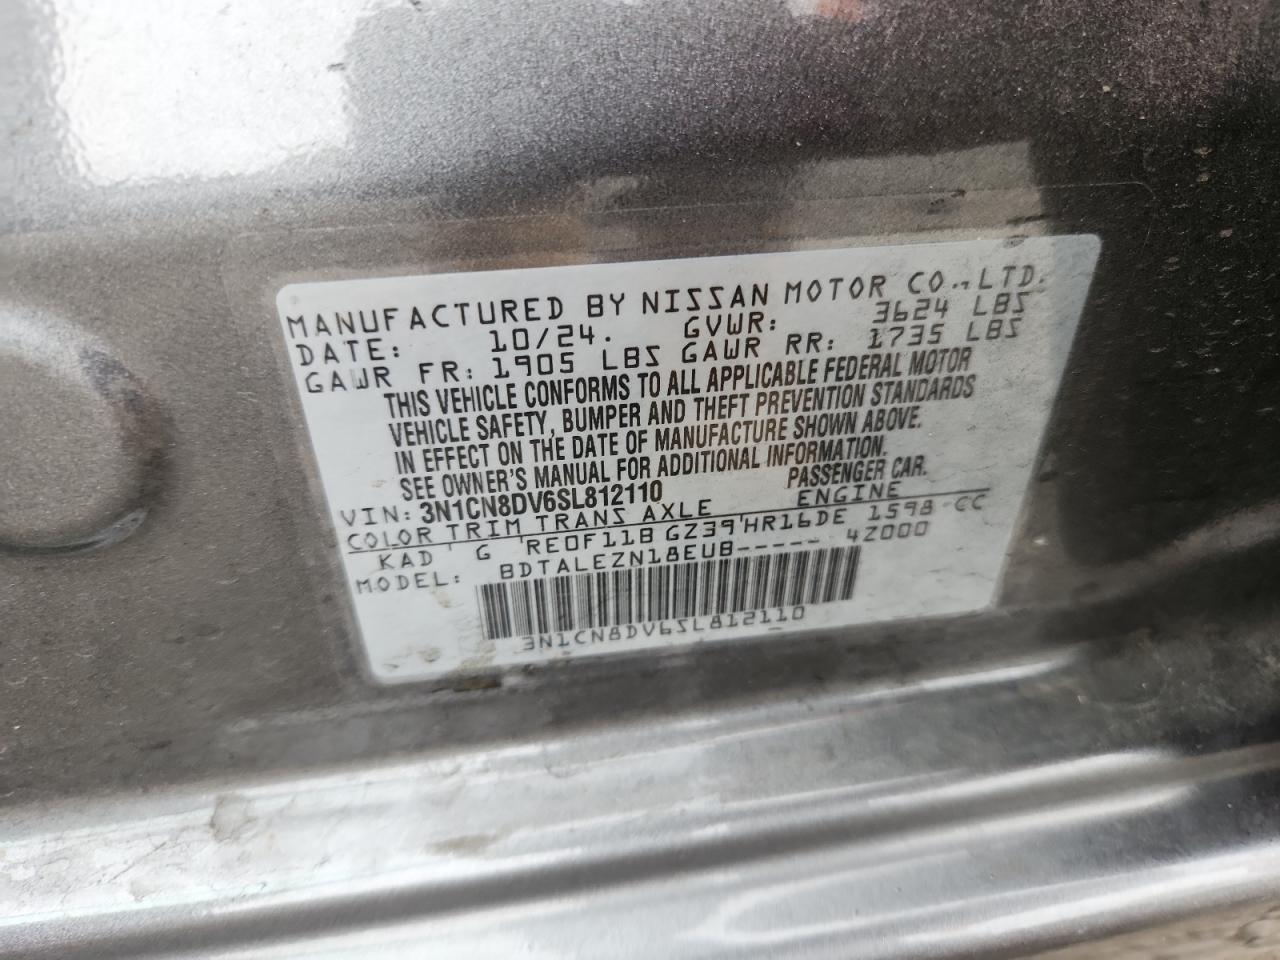 MANUFACTURED BY NISSAN MOTOR CO.,LTD.
DATE: 10/24. GVWR: 3624 LBS
GAWR FR: 1905 LBS GAWR RR: 1735 LBS
THIS VEHICLE CONFORMS TO ALL APPLICABLE FEDERAL MOTOR
VEHICLE SAFETY, BUMPER AND THEFT PREVENTION STANDARDS
IN EFFECT ON THE DATE OF MANUFACTURE SHOWN ABOVE.
SEE OWNER'S MANUAL FOR ADDITIONAL INFORMATION.
VIN: 3N1CN8DV6SL812110 PASSENGER CAR.
COLOR TRIM TRANS AXLE ENGINE
KAD G RE0F11B GZ39 HR16DE 1598 CC
MODEL: BDTALEZN18EUB----- 4Z000
3N1CN8DV6SL812110